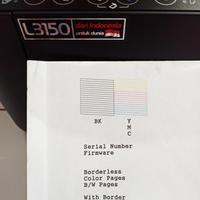 L3150 dari Indonesia
untuk dunia
BK Y
M
C
Serial Number
Firmware
Borderless
Color Pages
B/W Pages
With Border